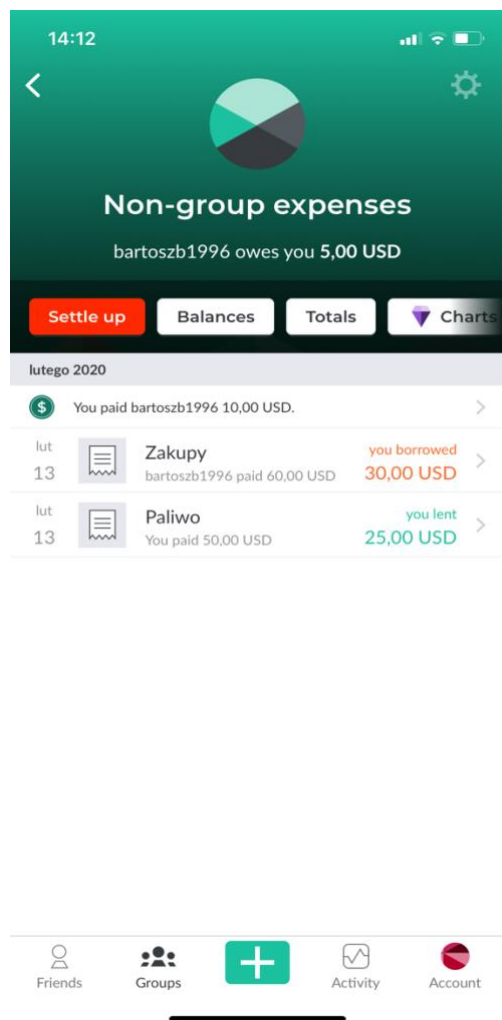 14:12
Non-group expenses
bartoszb1996 owes you 5,00 USD
Settle up
Balances
Totals
Charts
lutego 2020
$ You paid bartoszb1996 10,00 USD.
lut
13
Zakupy
bartoszb1996 paid 60,00 USD
you borrowed
30,00 USD
lut
13
Paliwo
You paid 50,00 USD
you lent
25,00 USD
Friends
Groups
Activity
Account